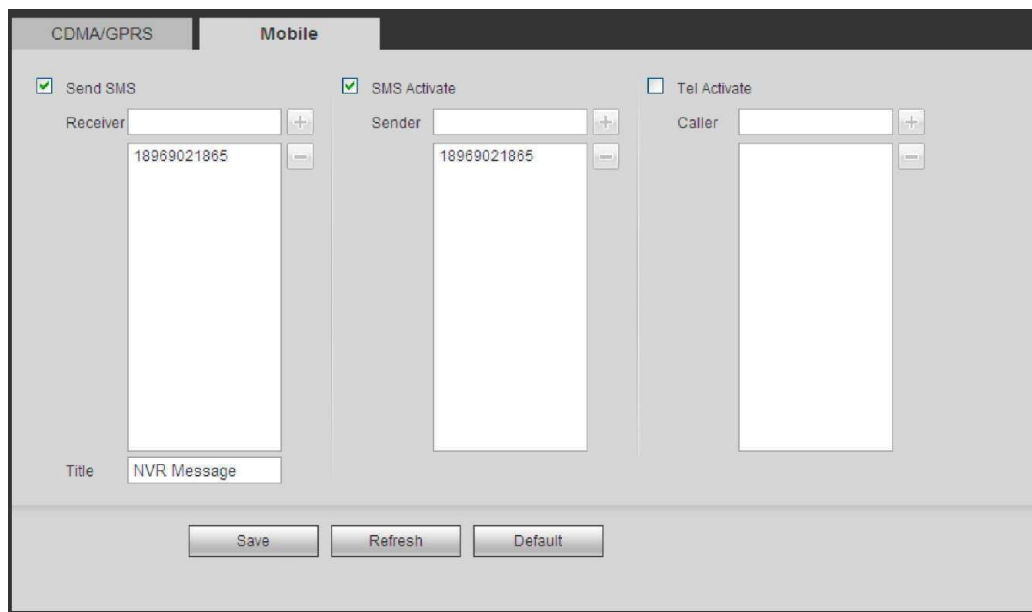 CDMA/GPRS Mobile
Send SMS SMS Activate Tel Activate
Receiver Sender Caller
18969021865 18969021865
Title NVR Message
Save Refresh Default